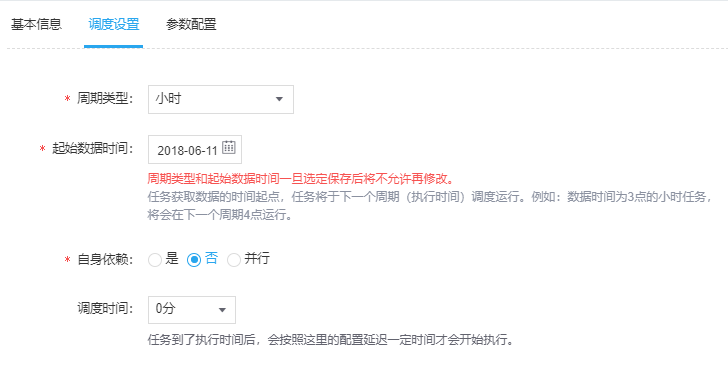 基本信息 调度设置 参数配置
* 周期类型： 小时
* 起始数据时间： 2018-06-11
周期类型和起始数据时间一旦选定保存后将不允许再修改。
任务获取数据的时间起点，任务将于下一个周期（执行时间）调度运行。例如：数据时间为3点的小时任务，
将会在下一个周期4点运行。
* 自身依赖： 是 否 并行
调度时间： 0分
任务到了执行时间后，会按照这里的配置延迟一定时间才会开始执行。